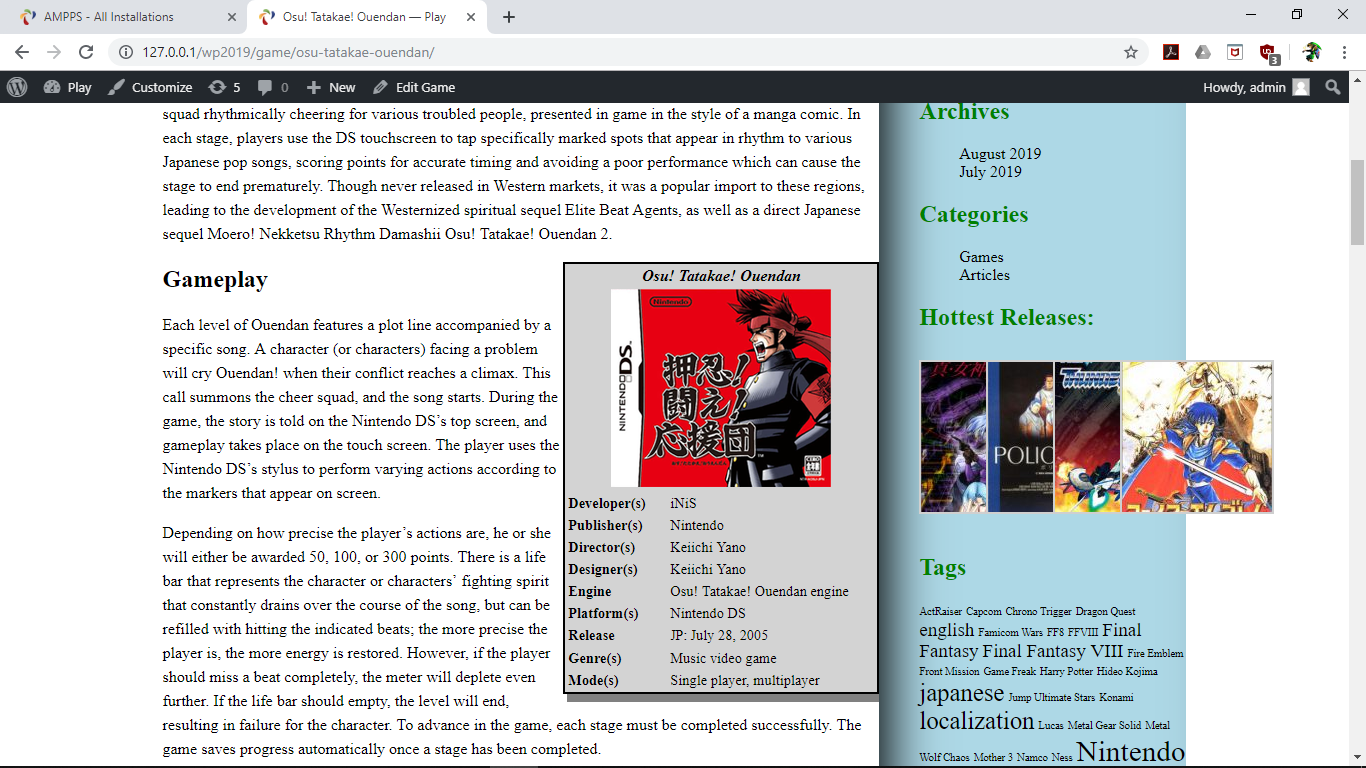 AMPPS - All Installations
Osu! Tatakae! Ouendan — Play
127.0.0.1/wp2019/game/osu-tatakae-ouendan/
3
Play
Customize
5
0
New
Edit Game
Howdy, admin
squad rhythmically cheering for various troubled people, presented in game in the style of a manga comic. In
each stage, players use the DS touchscreen to tap specifically marked spots that appear in rhythm to various
Japanese pop songs, scoring points for accurate timing and avoiding a poor performance which can cause the
stage to end prematurely. Though never released in Western markets, it was a popular import to these regions,
leading to the development of the Westernized spiritual sequel Elite Beat Agents, as well as a direct Japanese
sequel Moero! Nekketsu Rhythm Damashii Osu! Tatakae! Ouendan 2.
Gameplay
Each level of Ouendan features a plot line accompanied by a
specific song. A character (or characters) facing a problem
will cry Ouendan! when their conflict reaches a climax. This
call summons the cheer squad, and the song starts. During the
game, the story is told on the Nintendo DS’s top screen, and
gameplay takes place on the touch screen. The player uses the
Nintendo DS’s stylus to perform varying actions according to
the markers that appear on screen.
Depending on how precise the player’s actions are, he or she
will either be awarded 50, 100, or 300 points. There is a life
bar that represents the character or characters’ fighting spirit
that constantly drains over the course of the song, but can be
refilled with hitting the indicated beats; the more precise the
player is, the more energy is restored. However, if the player
should miss a beat completely, the meter will deplete even
further. If the life bar should empty, the level will end,
resulting in failure for the character. To advance in the game, each stage must be completed successfully. The
game saves progress automatically once a stage has been completed.
Osu! Tatakae! Ouendan
Nintendo
NINTENDO DS
押忍!
闘え!
応援団
Developer(s) iNiS
Publisher(s) Nintendo
Director(s) Keiichi Yano
Designer(s) Keiichi Yano
Engine Osu! Tatakae! Ouendan engine
Platform(s) Nintendo DS
Release JP: July 28, 2005
Genre(s) Music video game
Mode(s) Single player, multiplayer
Archives
August 2019
July 2019
Categories
Games
Articles
Hottest Releases:
POLIC
THUNDE
Tags
ActRaiser Capcom Chrono Trigger Dragon Quest
english Famicom Wars FF8 FFVIII Final
Fantasy Final Fantasy VIII Fire Emblem
Front Mission Game Freak Harry Potter Hideo Kojima
japanese Jump Ultimate Stars Konami
localization Lucas Metal Gear Solid Metal
Wolf Chaos Mother 3 Namco Ness Nintendo